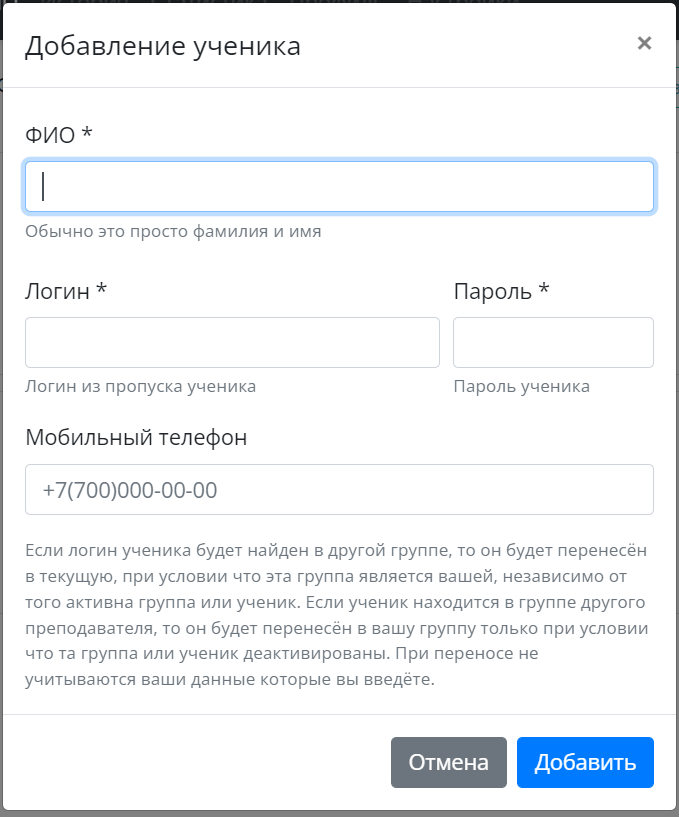 Добавление ученика
×
ФИО *
Обычно это просто фамилия и имя
Логин * Пароль *
Логин из пропуска ученика Пароль ученика
Мобильный телефон
+7(700)000-00-00
Если логин ученика будет найден в другой группе, то он будет перенесён
в текущую, при условии что эта группа является вашей, независимо от
того активна группа или ученик. Если ученик находится в группе другого
преподавателя, то он будет перенесён в вашу группу только при условии
что та группа или ученик деактивированы. При переносе не
учитываются ваши данные которые вы введёте.
Отмена Добавить